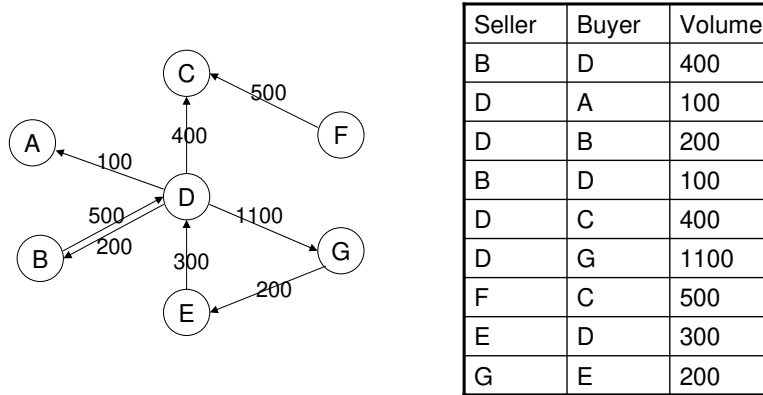 C
500
F
A
400
100
D
500
1100
200
B
300
G
200
E
Seller Buyer Volume
B D 400
D A 100
D B 200
B D 100
D C 400
D G 1100
F C 500
E D 300
G E 200